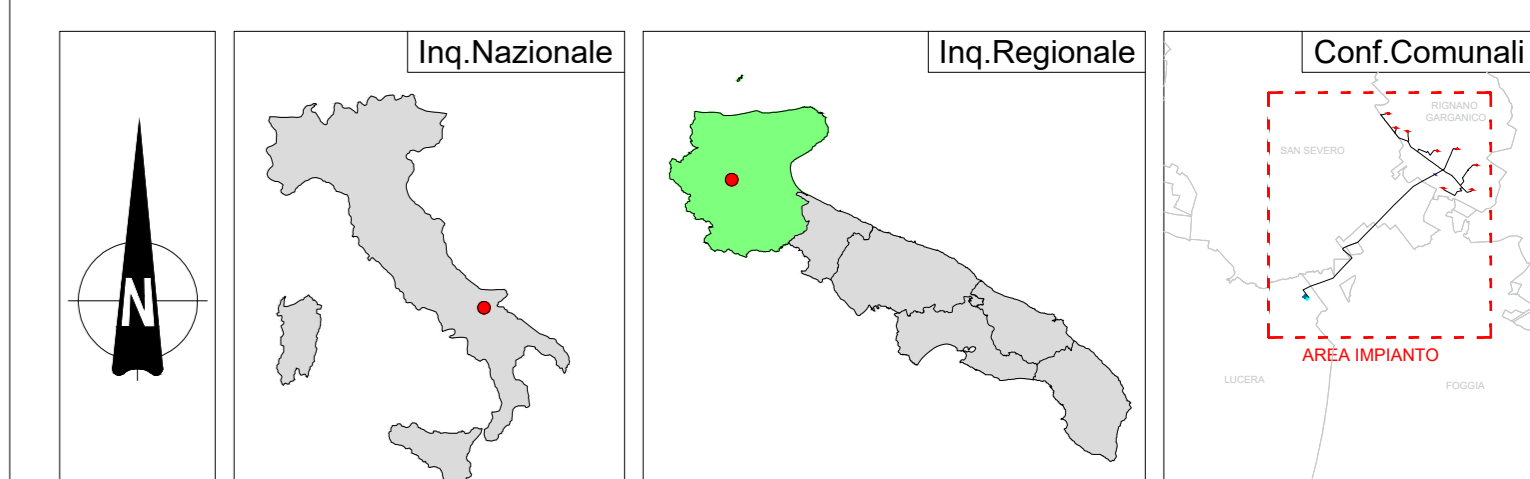 Inq.Nazionale
Inq.Regionale
Conf.Comunali
N
RIGNANO
GARGANICO
SAN SEVERO
AREA IMPIANTO
LUCERA
FOGGIA